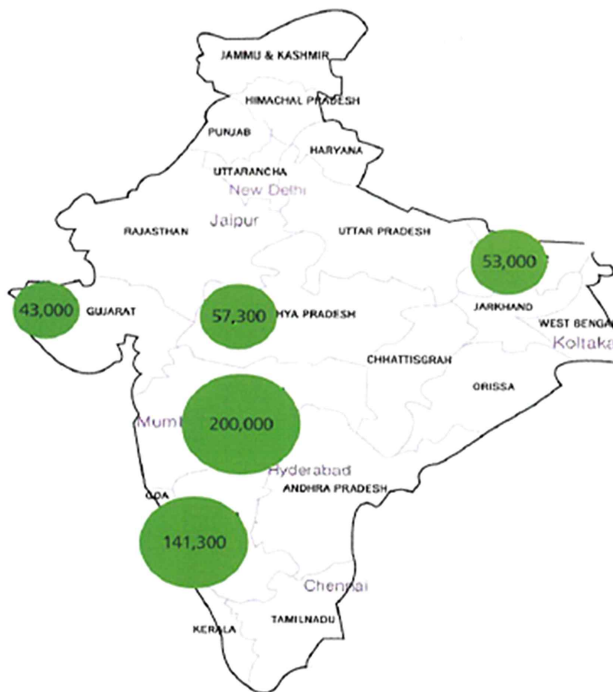 JAMMU & KASHMIR
HIMACHAL PRADESH
PUNJAB
HARYANA
UTTARANCHA
New Delhi
Jaipur
RAJASTHAN
UTTAR PRADESH
53,000
43,000
GUJARAT
57,300
HYA PRADESH
JARKHAND
WEST BENGA
Koltaka
CHHATTISGRAH
ORISSA
Mum
200,000
Hyderabad
ANDHRA PRADESH
GOA
141,300
Chennai
KERALA
TAMILNADU